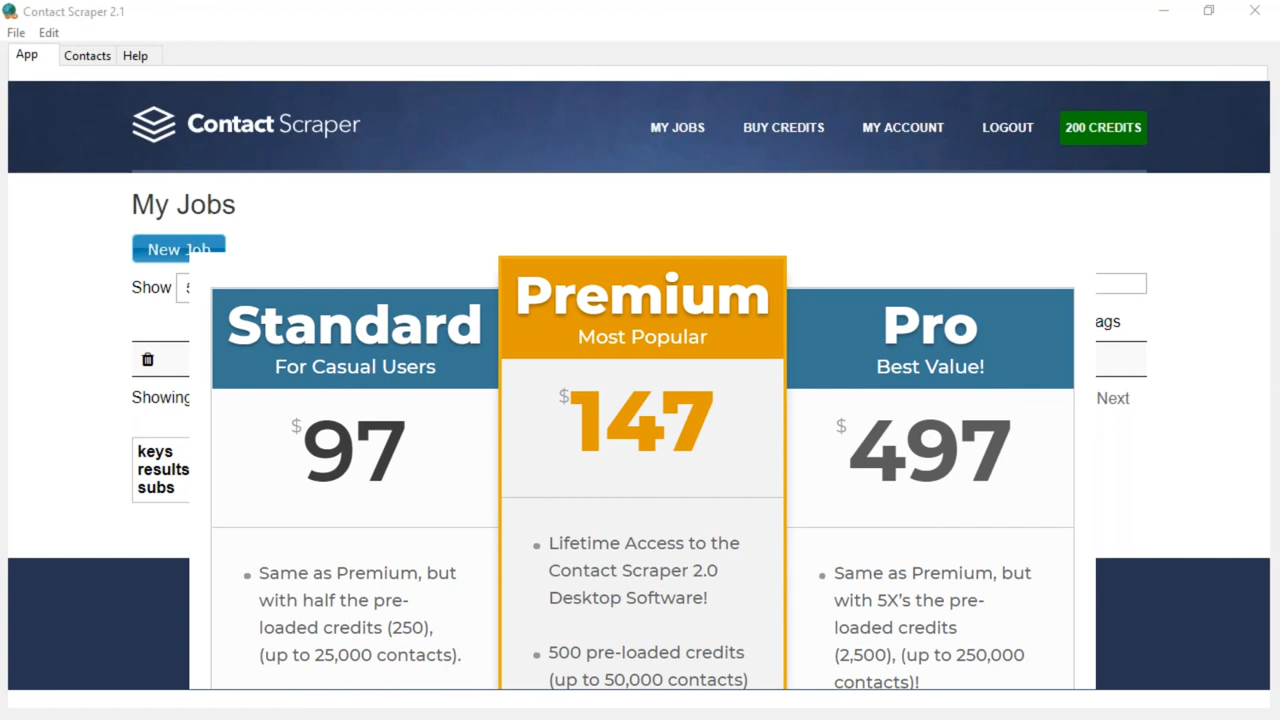 Contact Scraper 2.1
File Edit
App Contacts Help
Contact Scraper
MY JOBS BUY CREDITS MY ACCOUNT LOGOUT 200 CREDITS
My Jobs
New Job
Show
ags
Showing
Next
keys
results
subs
Standard
For Casual Users
$97
Same as Premium, but
with half the pre-
loaded credits (250),
(up to 25,000 contacts).
Premium
Most Popular
$147
Lifetime Access to the
Contact Scraper 2.0
Desktop Software!
500 pre-loaded credits
(up to 50,000 contacts)
Pro
Best Value!
$497
Same as Premium, but
with 5X's the pre-
loaded credits
(2,500), (up to 250,000
contacts)!